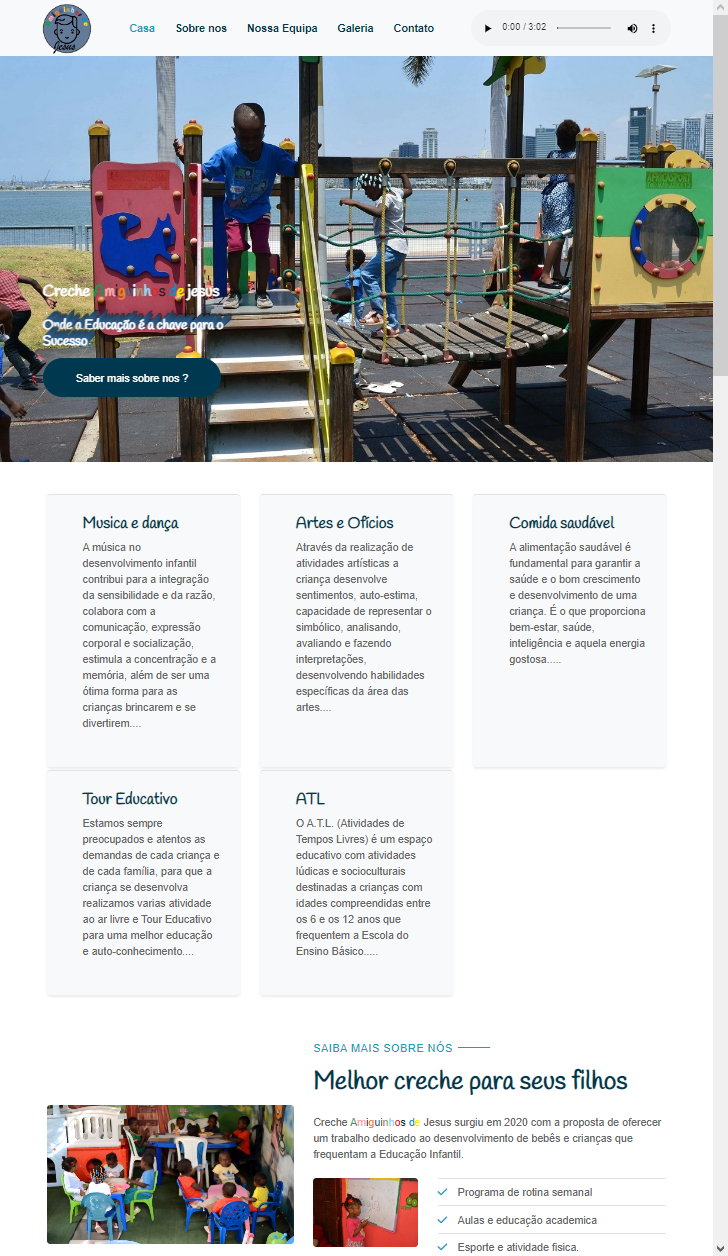 Jesus
Casa
Sobre nos
Nossa Equipa
Galeria
Contato
0:00 / 3:02
Creche Amiguinhos de jesus
Onde a Educação é a chave para o
Sucesso
Saber mais sobre nos ?
Musica e dança
A música no
desenvolvimento infantil
contribui para a integração
da sensibilidade e da razão,
colabora com a
comunicação, expressão
corporal e socialização,
estimula a concentração e a
memória, além de ser uma
ótima forma para as
crianças brincarem e se
divertirem....
Artes e Ofícios
Através da realização de
atividades artísticas a
criança desenvolve
sentimentos, auto-estima,
capacidade de representar o
simbólico, analisando,
avaliando e fazendo
interpretações,
desenvolvendo habilidades
específicas da área das
artes....
Comida saudável
A alimentação saudável é
fundamental para garantir a
saúde e o bom crescimento
e desenvolvimento de uma
criança. É o que proporciona
bem-estar, saúde,
inteligência e aquela energia
gostosa.....
Tour Educativo
Estamos sempre
preocupados e atentos as
demandas de cada criança e
de cada família, para que a
criança se desenvolva
realizamos varias atividade
ao ar livre e Tour Educativo
para uma melhor educação
e auto-conhecimento....
ATL
O A.T.L. (Atividades de
Tempos Livres) é um espaço
educativo com atividades
lúdicas e socioculturais
destinadas a crianças com
idades compreendidas entre
os 6 e os 12 anos que
frequentem a Escola do
Ensino Básico.....
SAIBA MAIS SOBRE NÓS
Melhor creche para seus filhos
Creche Amiguinhos de Jesus surgiu em 2020 com a proposta de oferecer
um trabalho dedicado ao desenvolvimento de bebês e crianças que
frequentam a Educação Infantil.
Programa de rotina semanal
Aulas e educação academica
Esporte e atividade fisica.